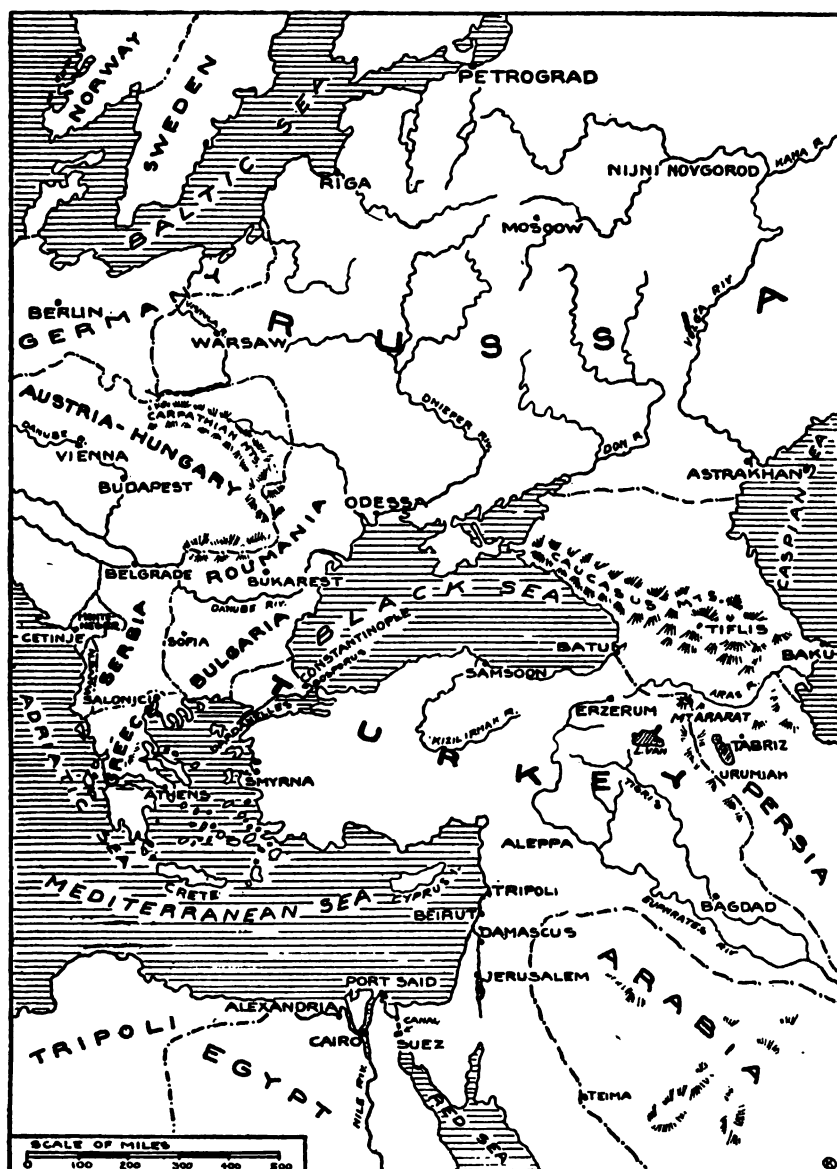 NORWAY
SWEDEN
BALTIC SEA
PETROGRAD
RIGA
NIJNI NOVGOROD
KAMA R.
MOSCOW
RUSSIA
BERLIN
GERMANY
WARSAW
VOLGA RIV
DNIEPER RIV
DON R.
AUSTRIA-HUNGARY
CARPATHIAN MTS.
DANUBE R.
VIENNA
BUDAPEST
ODESSA
ASTRAKHAN
CASPIAN SEA
ROUMANIA
BELGRADE
BUKAREST
DANUBE RIV.
BLACK SEA
CAUCASUS MTS.
TIFLIS
BATUM
BAKU
MONTE-
NEGRO
CETINJE
SERBIA
SOFIA
BULGARIA
CONSTANTINOPLE
BOSPORUS
SAMSOON
ARAS R.
ERZERUM
MT ARARAT
SALONICA
DARDANELLES
KIZIL IRMAK R.
L. VAN
TABRIZ
URUMIAH
ADRIATIC SEA
GREECE
ATHENS
SMYRNA
TURKEY
TIGRIS
PERSIA
ALEPPA
CRETE
CYPRUS I.
MEDITERRANEAN SEA
TRIPOLI
BEIRUT
BAGDAD
EUPHRATES RIV
DAMASCUS
JERUSALEM
ARABIA
PORT SAID
ALEXANDRIA
CANAL
CAIRO
SUEZ
TRIPOLI
EGYPT
NILE RIV
RED SEA
TEIMA
SCALE OF MILES
0 100 200 300 400 500